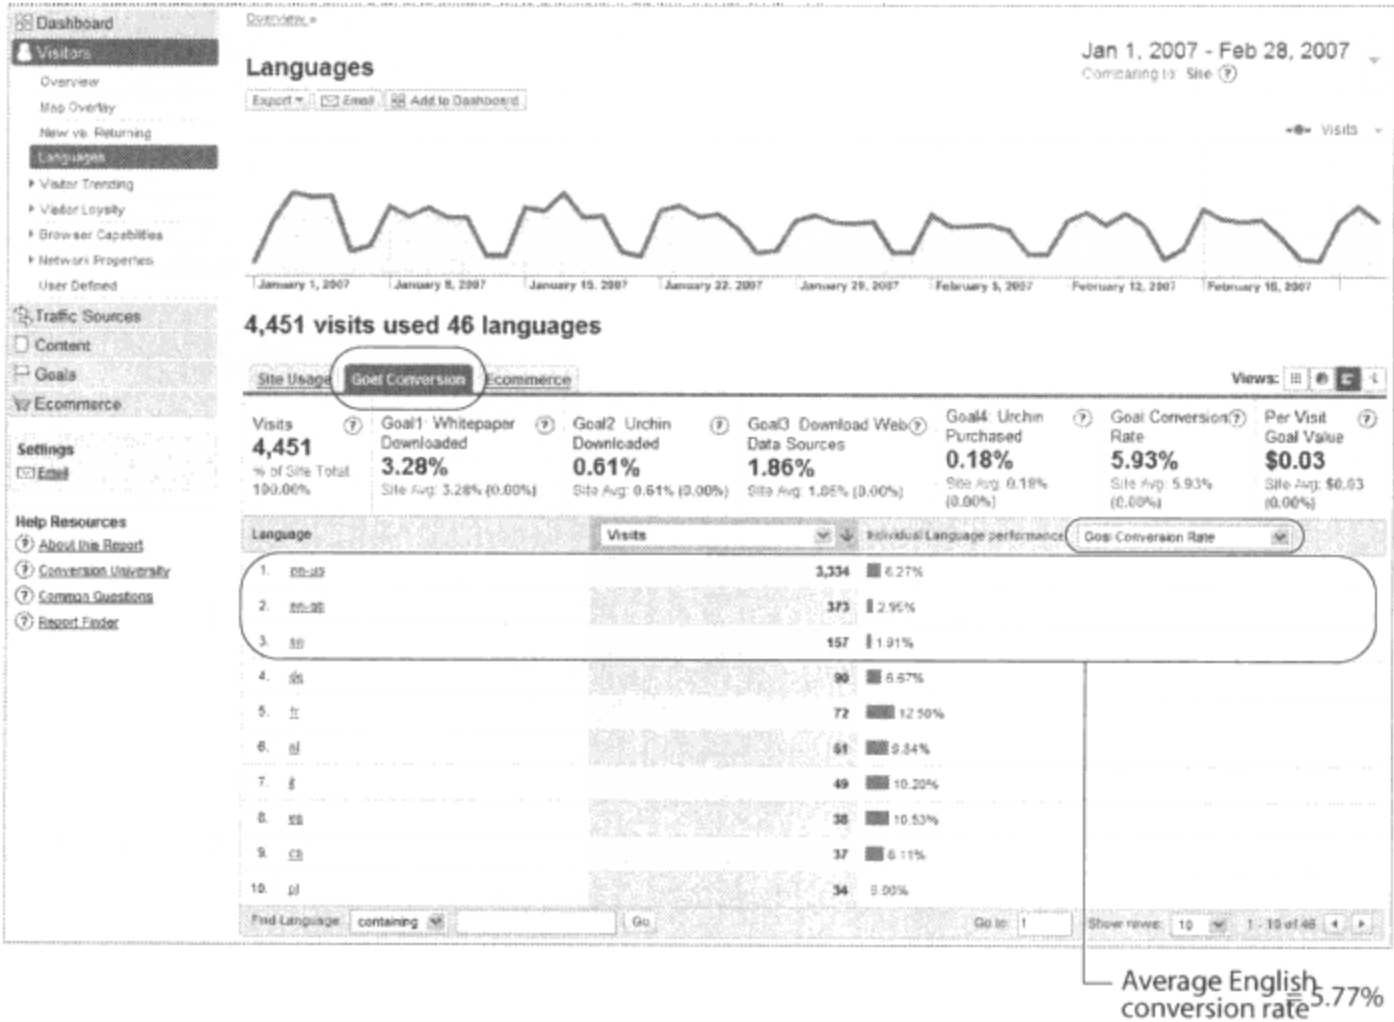 Dashboard
Visitors
Overview
Map Overlay
New vs. Returning
Languages
Visitor Trending
Visitor Loyalty
Browser Capabilities
Network Properties
User Defined
Traffic Sources
Content
Goals
Ecommerce
Settings
Email
Help Resources
About this Report
Conversion University
Common Questions
Report Finder
Overview »
Languages
Jan 1, 2007 - Feb 28, 2007
Comparing to: Site
Export Email Add to Dashboard
Visits
January 1, 2007 January 8, 2007 January 15, 2007 January 22, 2007 January 29, 2007 February 5, 2007 February 12, 2007 February 18, 2007
4,451 visits used 46 languages
Site Usage Goal Conversion Ecommerce
Views:
Visits
4,451
% of Site Total:
100.00%
Goal1: Whitepaper
Downloaded
3.28%
Site Avg: 3.28% (0.00%)
Goal2: Urchin
Downloaded
0.61%
Site Avg: 0.61% (0.00%)
Goal3: Download Web
Data Sources
1.86%
Site Avg: 1.86% (0.00%)
Goal4: Urchin
Purchased
0.18%
Site Avg: 0.18%
(0.00%)
Goal Conversion
Rate
5.93%
Site Avg: 5.93%
(0.00%)
Per Visit
Goal Value
$0.03
Site Avg: $0.03
(0.00%)
Language Visits Individual Language performance: Goal Conversion Rate
1. en-us 3,334 6.27%
2. en-gb 373 2.95%
3. en 157 1.91%
4. de 90 6.67%
5. fr 72 12.50%
6. nl 61 9.84%
7. it 49 10.20%
8. es 38 10.53%
9. 37 8.11%
10. pl 34 0.00%
Find Language: containing Go Go to: 1 Show rows: 10 1 - 10 of 46
Average English
conversion rate = 5.77%